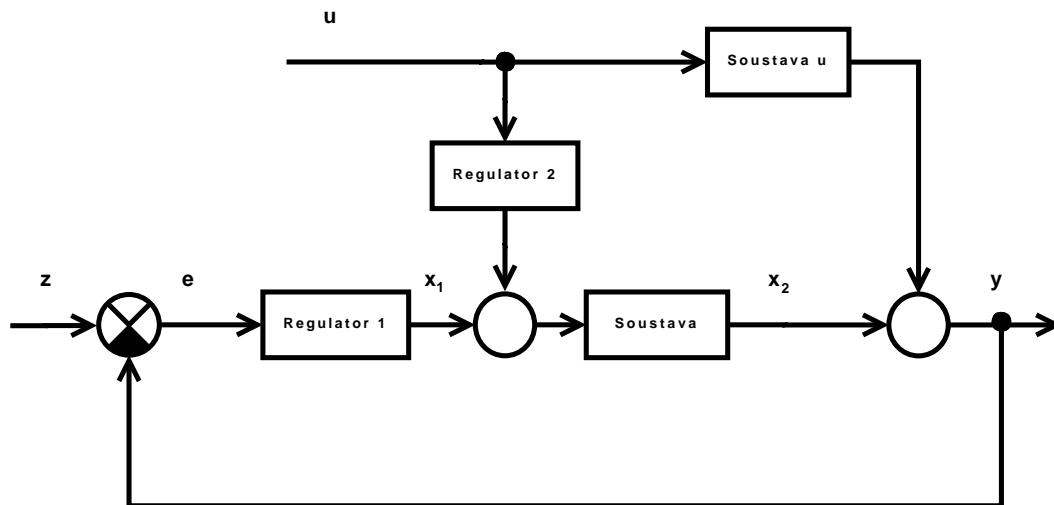 u
Soustava u
Regulator 2
z
e
x₁
x₂
y
Regulator 1
Soustava